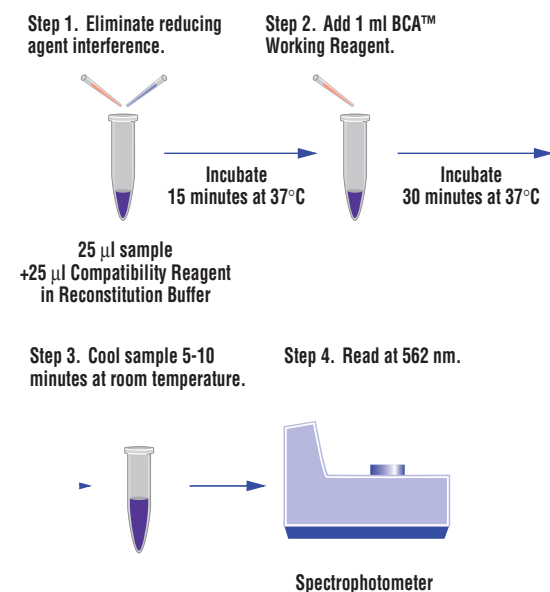 Step 1. Eliminate reducing
agent interference.
Step 2. Add 1 ml BCA™
Working Reagent.
Incubate
15 minutes at 37°C
Incubate
30 minutes at 37°C
25 µl sample
+25 µl Compatibility Reagent
in Reconstitution Buffer
Step 3. Cool sample 5-10
minutes at room temperature.
Step 4. Read at 562 nm.
Spectrophotometer